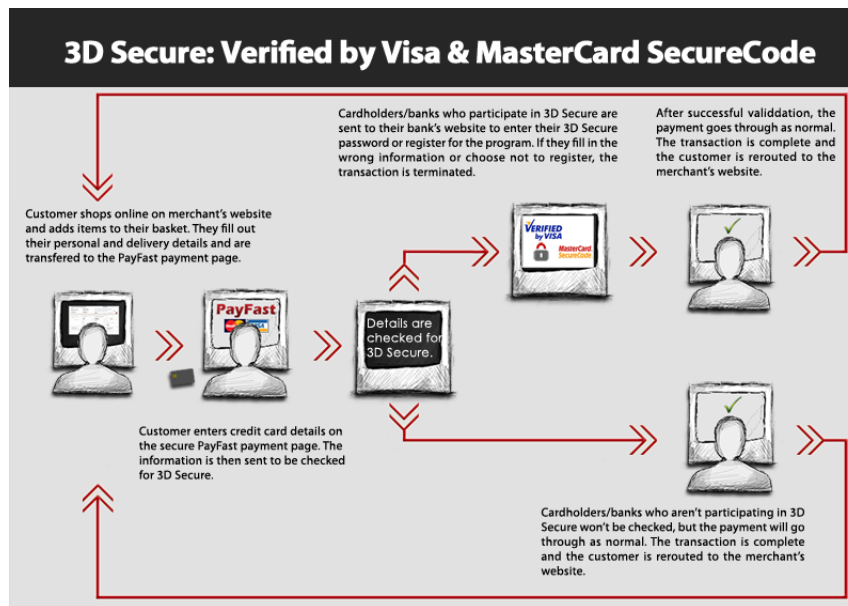 3D Secure: Verified by Visa & MasterCard SecureCode
Cardholders/banks who participate in 3D Secure are
sent to their bank's website to enter their 3D Secure
password or register for the program. If they fill in the
wrong information or choose not to register, the
transaction is terminated.
After successful validdation, the
payment goes through as normal.
The transaction is complete and
the customer is rerouted to the
merchant's website.
Customer shops online on merchant's website
and adds items to their basket. They fill out
their personal and delivery details and are
transfered to the PayFast payment page.
VERIFIED
by VISA
MasterCard
SecureCode
PayFast
MasterCard
VISA
Details are
checked for
3D Secure.
Customer enters credit card details on
the secure PayFast payment page. The
information is then sent to be checked
for 3D Secure.
Cardholders/banks who aren't participating in 3D
Secure won't be checked, but the payment will go
through as normal. The transaction is complete
and the customer is rerouted to the merchant's
website.